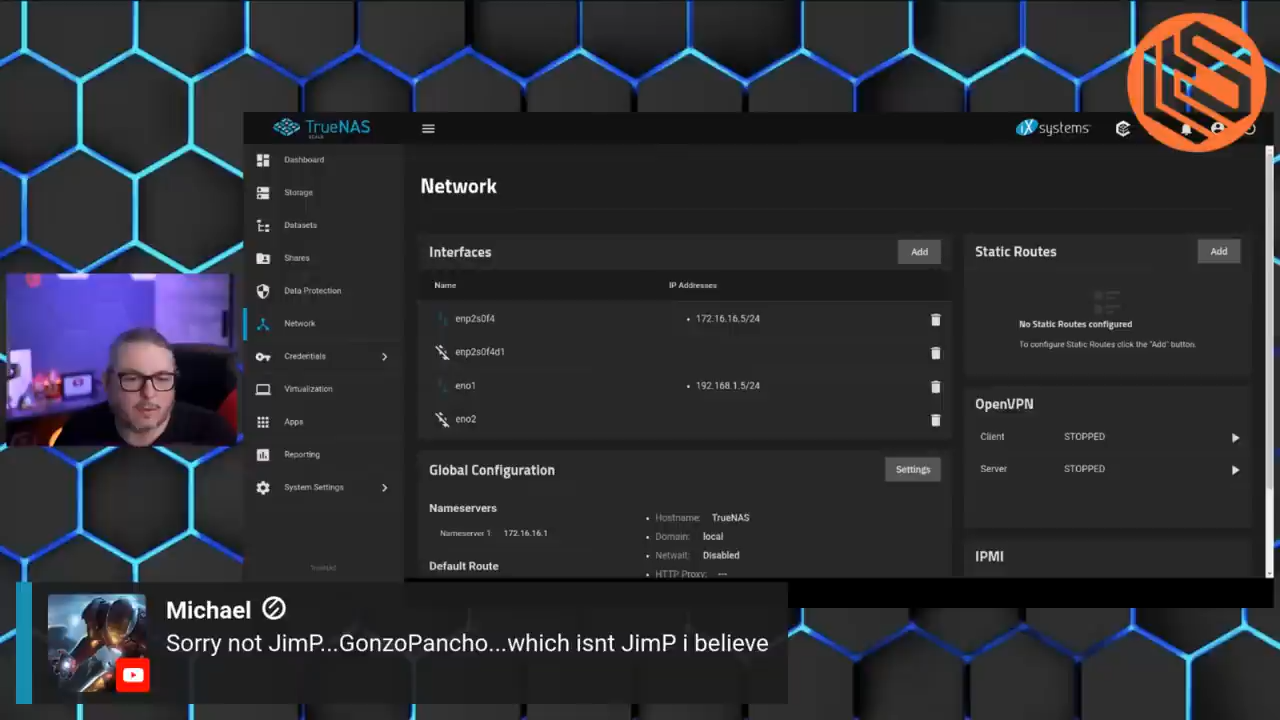 TrueNAS
SCALE
iXsystems
Dashboard
Storage
Datasets
Shares
Data Protection
Network
Credentials
Virtualization
Apps
Reporting
System Settings
TrueNAS
Network
Interfaces
Add
Name
IP Addresses
enp2s0f4
• 172.16.16.5/24
enp2s0f4d1
eno1
• 192.168.1.5/24
eno2
Global Configuration
Settings
Nameservers
Nameserver 1: 172.16.16.1
Default Route
• Hostname: TrueNAS
• Domain: local
• Netwait: Disabled
• HTTP Proxy: ---
Static Routes
Add
No Static Routes configured
To configure Static Routes click the "Add" button.
OpenVPN
Client STOPPED
Server STOPPED
IPMI
Michael
Sorry not JimP...GonzoPancho...which isnt JimP i believe